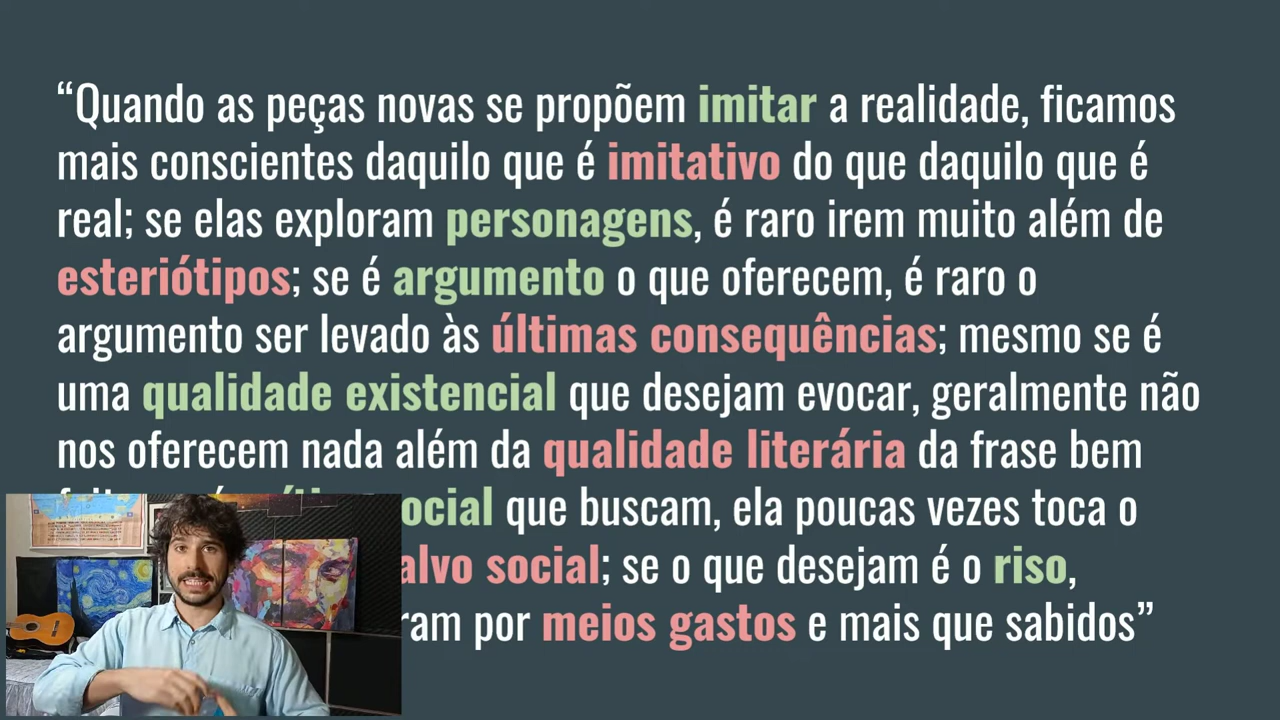 “Quando as peças novas se propõem imitar a realidade, ficamos
mais conscientes daquilo que é imitativo do que daquilo que é
real; se elas exploram personagens, é raro irem muito além de
esteriótipos; se é argumento o que oferecem, é raro o
argumento ser levado às últimas consequências; mesmo se é
uma qualidade existencial que desejam evocar, geralmente não
nos oferecem nada além da qualidade literária da frase bem
social que buscam, ela poucas vezes toca o
alvo social; se o que desejam é o riso,
por meios gastos e mais que sabidos”